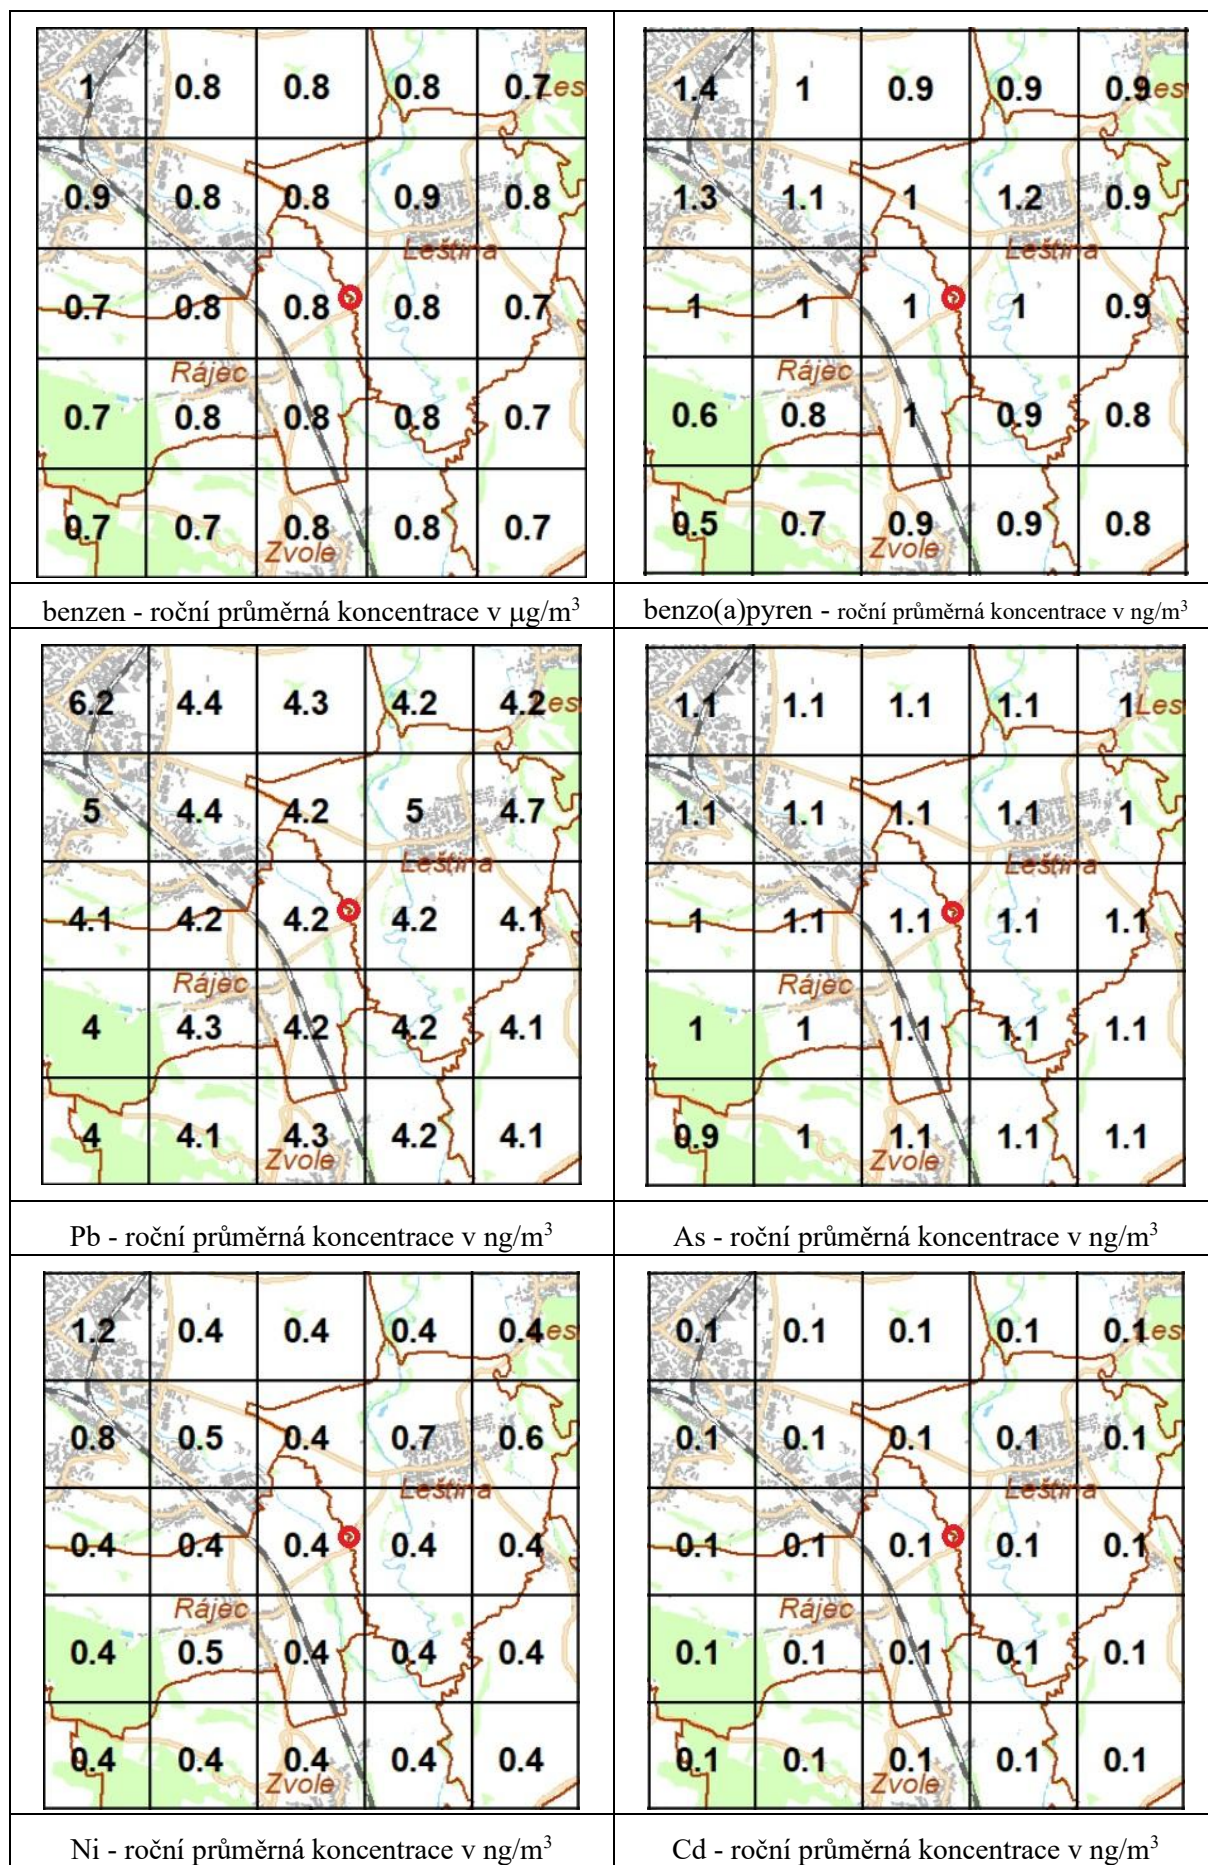 1 0.8 0.8 0.8 0.7 Les
0.9 0.8 0.8 0.9 0.8
Leština
0.7 0.8 0.8 0.8 0.7
Rájec
0.7 0.8 0.8 0.8 0.7
0.7 0.7 0.8 0.8 0.7
Zvole
benzen - roční průměrná koncentrace v µg/m³
1.4 1 0.9 0.9 0.9 Les
1.3 1.1 1 1.2 0.9
Leština
1 1 1 1 0.9
Rájec
0.6 0.8 1 0.9 0.8
0.5 0.7 0.9 0.9 0.8
Zvole
benzo(a)pyren - roční průměrná koncentrace v ng/m³
6.2 4.4 4.3 4.2 4.2 Les
5 4.4 4.2 5 4.7
Leština
4.1 4.2 4.2 4.2 4.1
Rájec
4 4.3 4.2 4.2 4.1
4 4.1 4.3 4.2 4.1
Zvole
Pb - roční průměrná koncentrace v ng/m³
1.1 1.1 1.1 1.1 1 Les
1.1 1.1 1.1 1.1 1
Leština
1 1.1 1.1 1.1 1.1
Rájec
1 1 1.1 1.1 1.1
0.9 1 1.1 1.1 1.1
Zvole
As - roční průměrná koncentrace v ng/m³
1.2 0.4 0.4 0.4 0.4 es
0.8 0.5 0.4 0.7 0.6
Leština
0.4 0.4 0.4 0.4 0.4
Rájec
0.4 0.5 0.4 0.4 0.4
0.4 0.4 0.4 0.4 0.4
Zvole
Ni - roční průměrná koncentrace v ng/m³
0.1 0.1 0.1 0.1 0.1 es
0.1 0.1 0.1 0.1 0.1
Leština
0.1 0.1 0.1 0.1 0.1
Rájec
0.1 0.1 0.1 0.1 0.1
0.1 0.1 0.1 0.1 0.1
Zvole
Cd - roční průměrná koncentrace v ng/m³